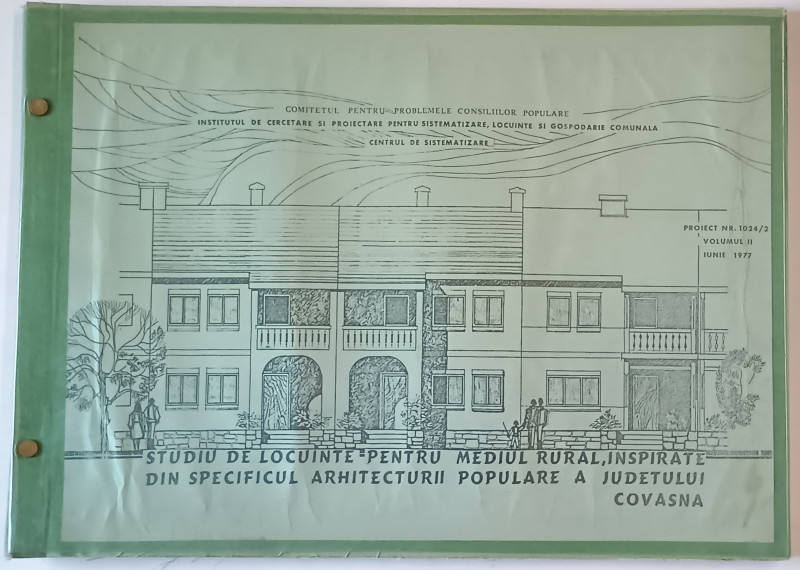 COMITETUL PENTRU PROBLEMELE CONSILIILOR POPULARE
INSTITUTUL DE CERCETARE SI PROIECTARE PENTRU SISTEMATIZARE, LOCUINTE SI GOSPODARIE COMUNALA
CENTRUL DE SISTEMATIZARE
PROIECT NR. 1024/2
VOLUMUL II
IUNIE 1977
STUDIU DE LOCUINTE PENTRU MEDIUL RURAL, INSPIRATE
DIN SPECIFICUL ARHITECTURII POPULARE A JUDETULUI
COVASNA